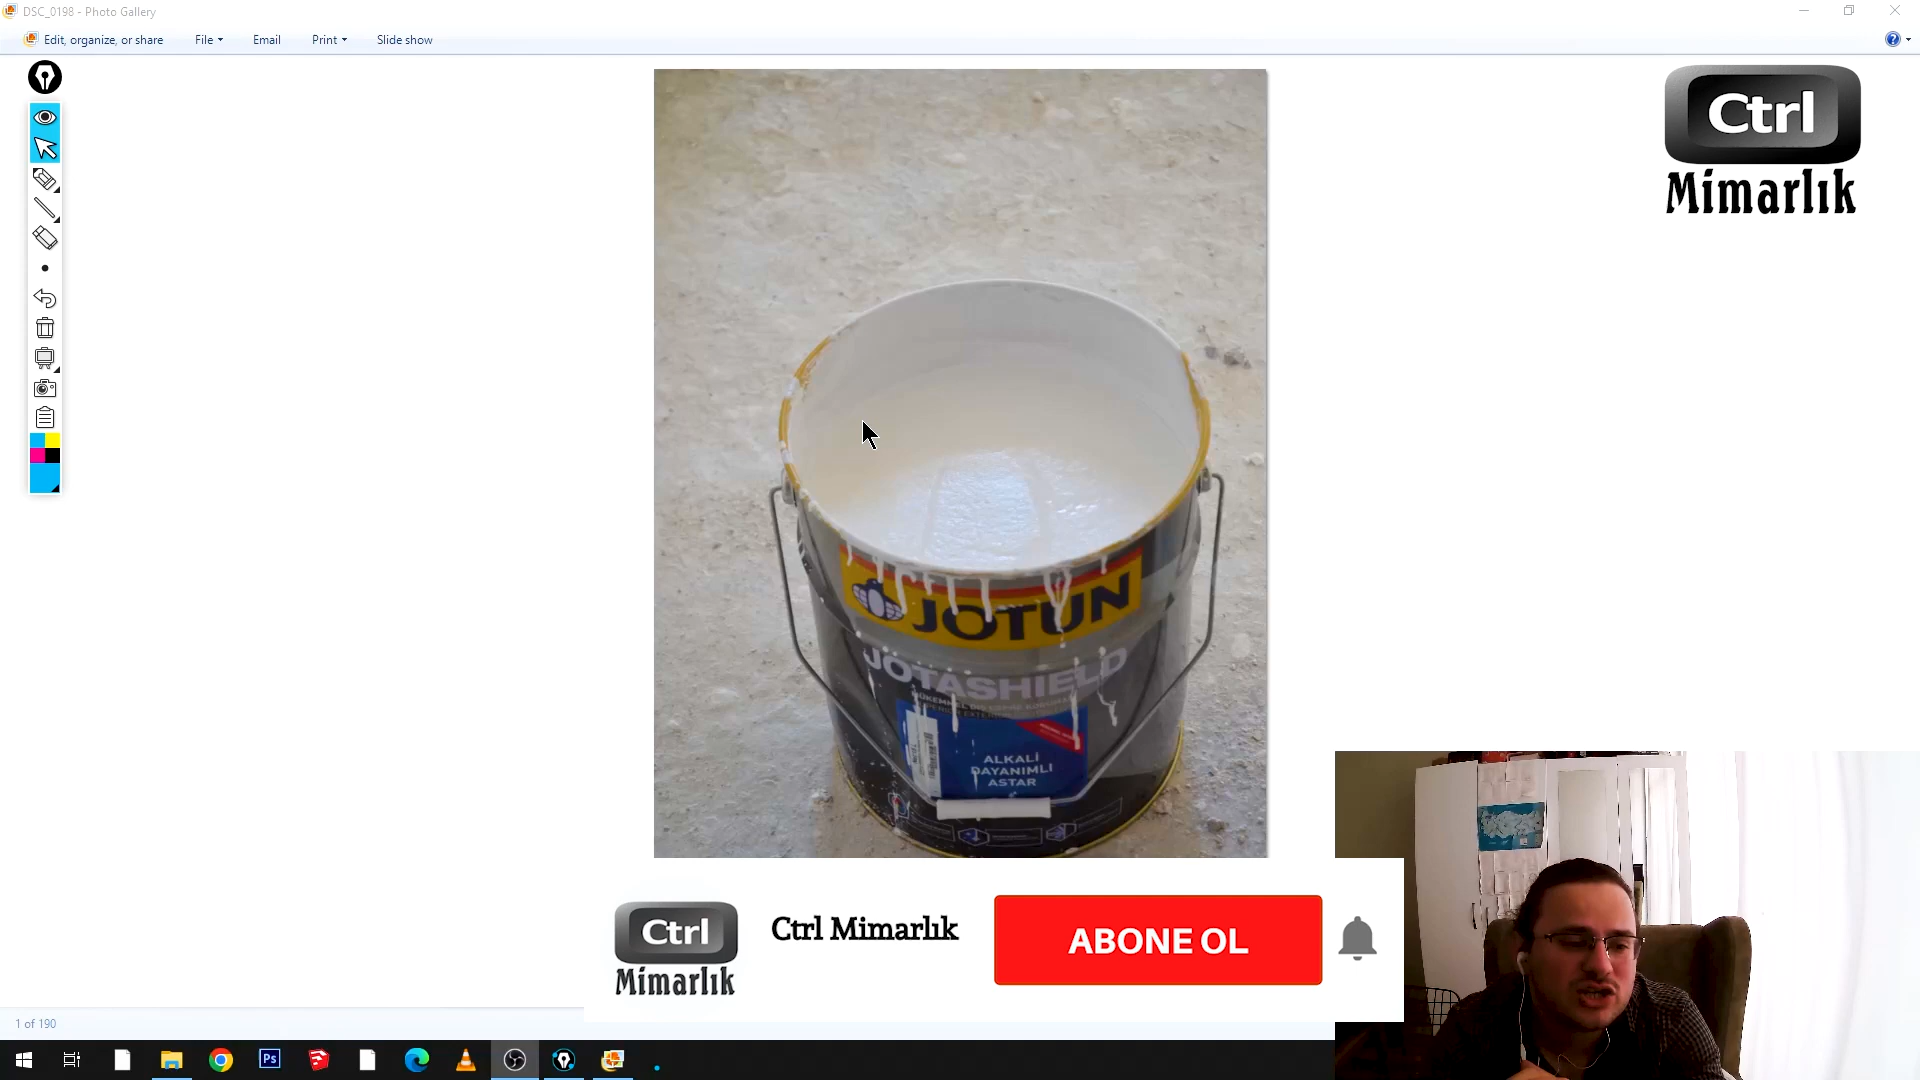 DSC_0198 - Photo Gallery
Edit, organize, or share File Email Print Slide show
Ctrl
Mimarlık
JOTUN
JOTASHIELD
ALKALİ
DAYANIMLI
ASTAR
Ctrl
Mimarlık
Ctrl Mimarlık
ABONE OL
1 of 190
Ps